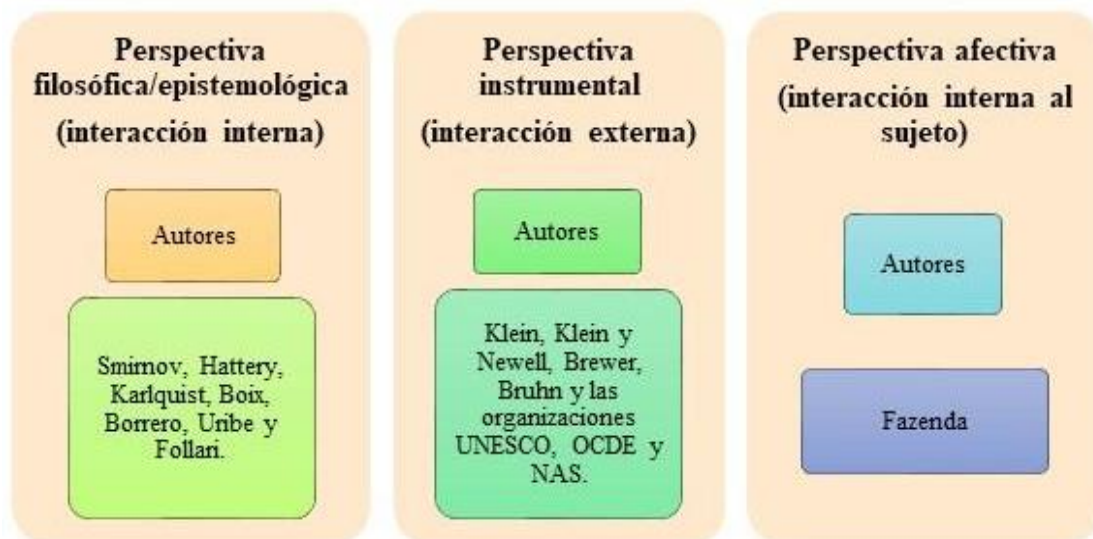 Perspectiva
filosófica/epistemológica
(interacción interna)
Autores
Smirnov, Hattery,
Karlquist, Boix,
Borrero, Uribe y
Follari.
Perspectiva
instrumental
(interacción externa)
Autores
Klein, Klein y
Newell, Brewer,
Bruhn y las
organizaciones
UNESCO, OCDE y
NAS.
Perspectiva afectiva
(interacción interna al
sujeto)
Autores
Fazenda